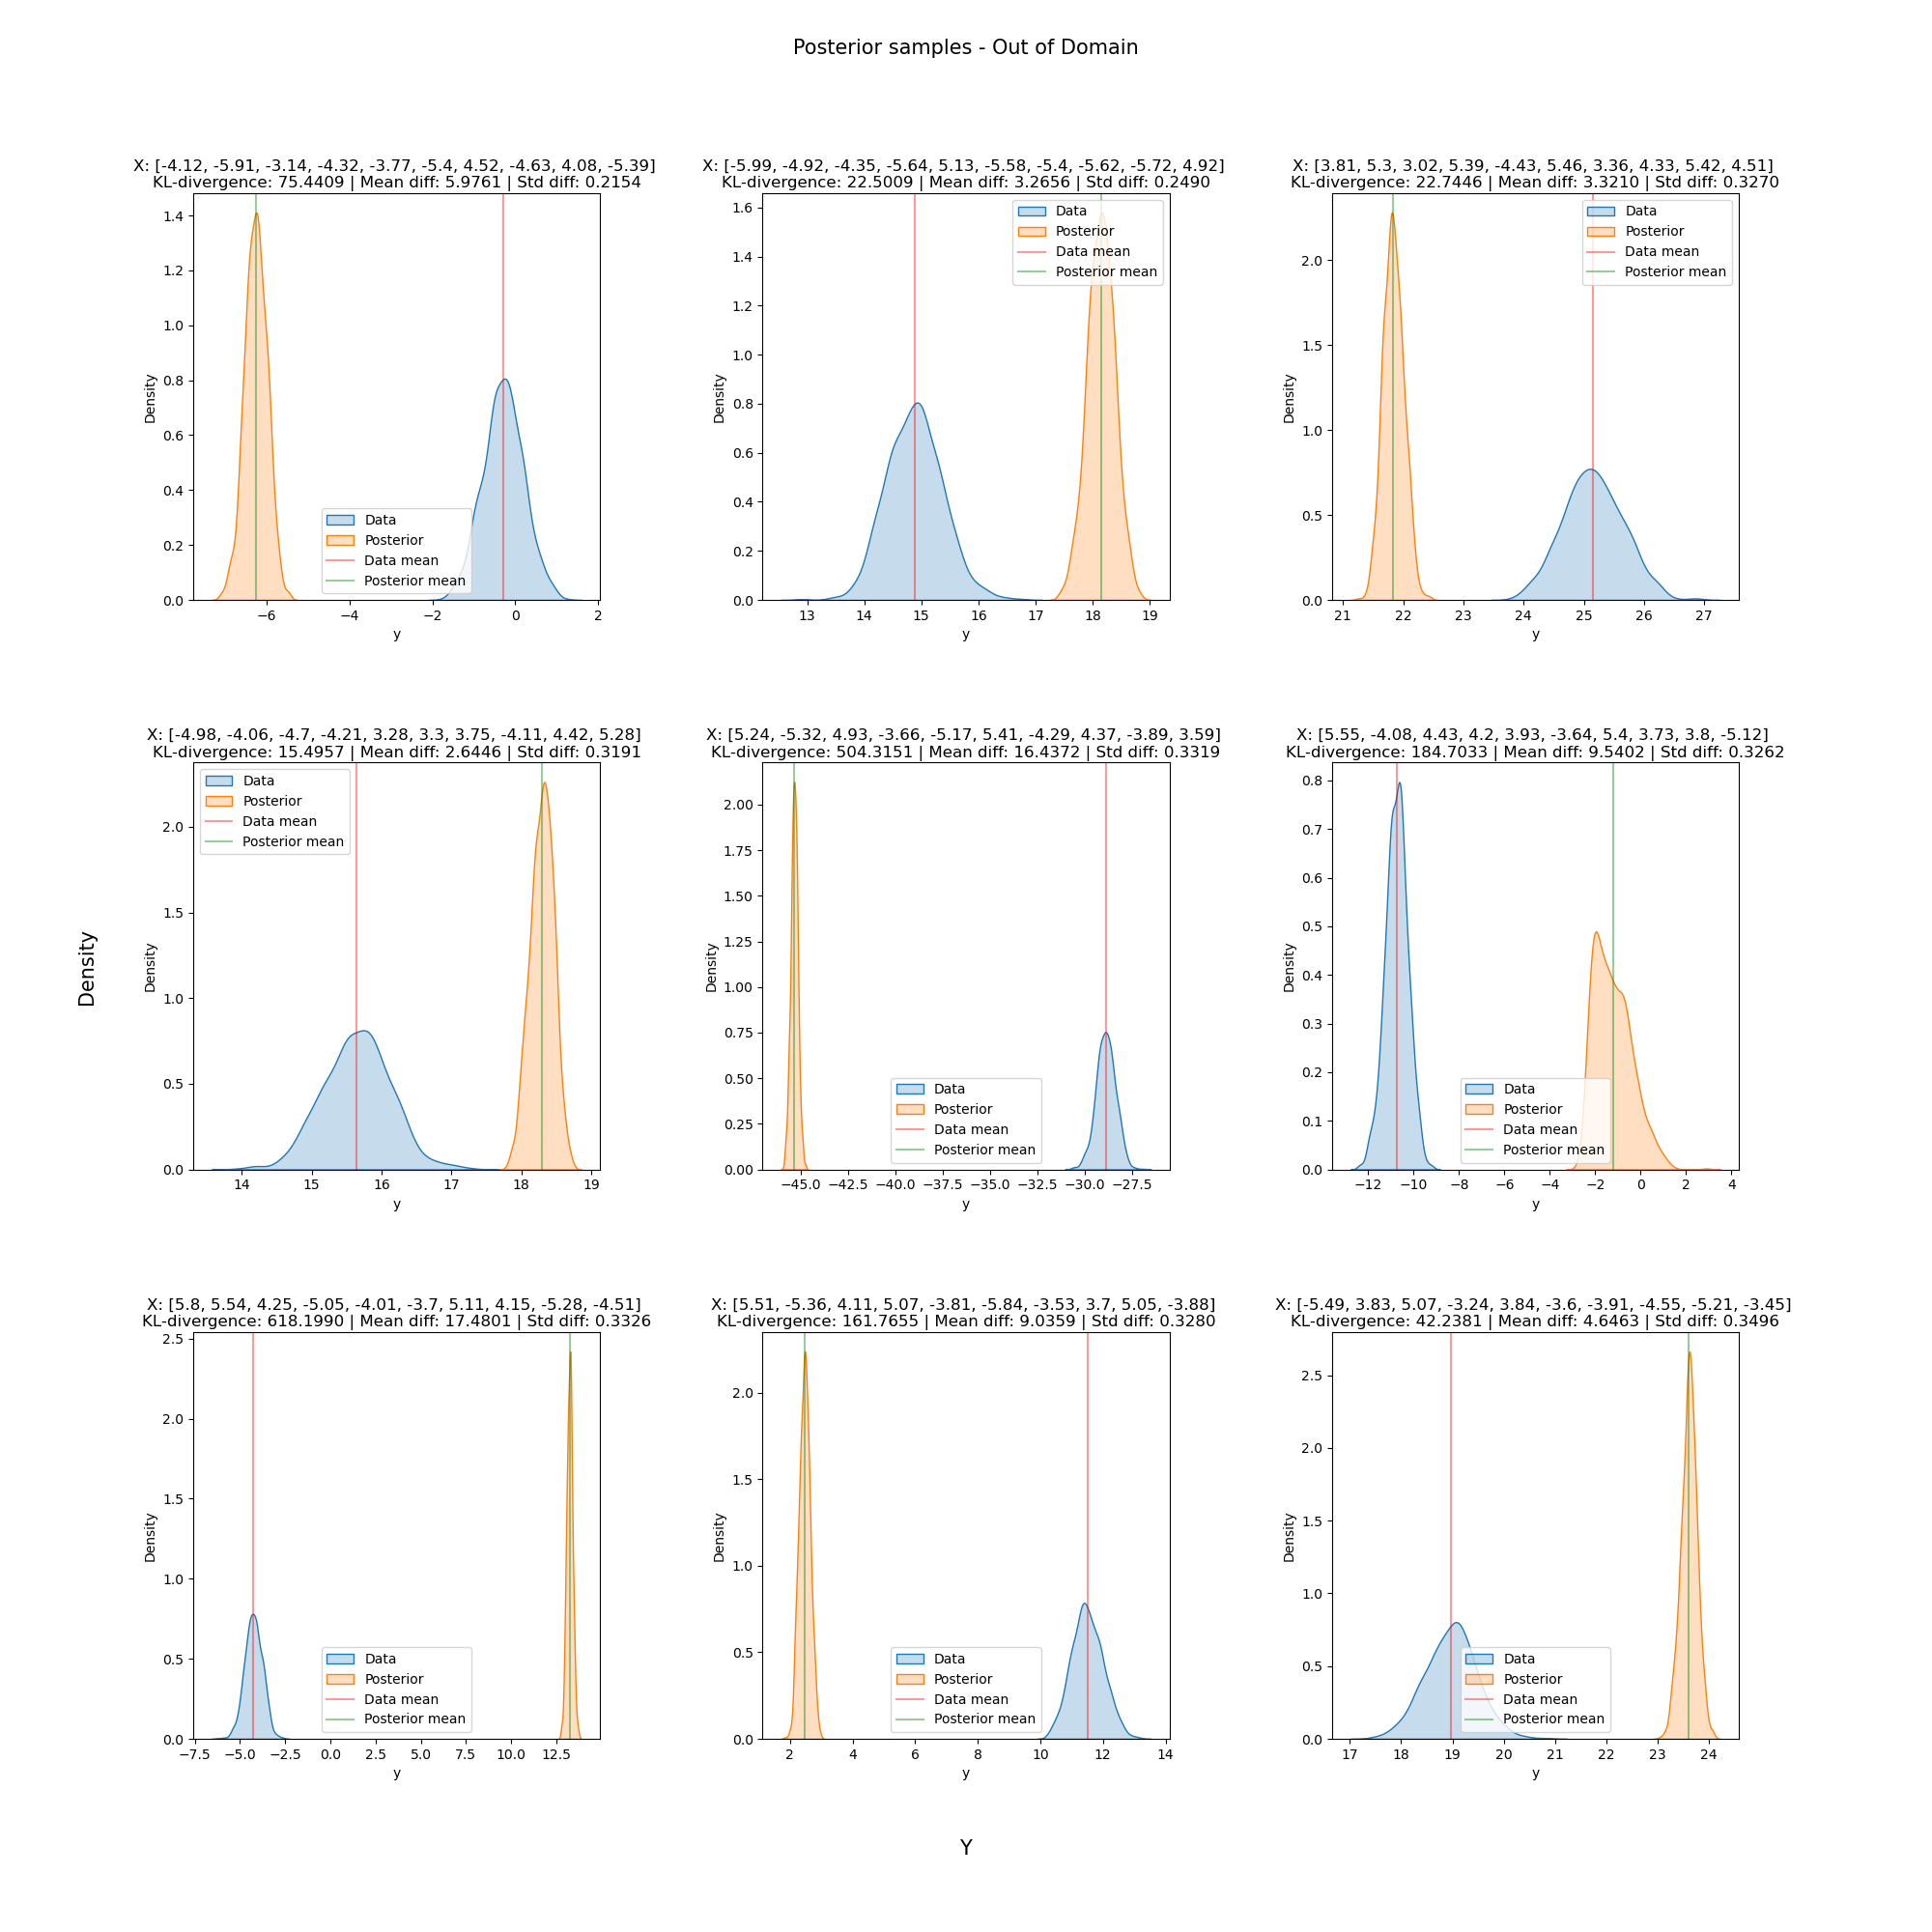 Posterior samples - Out of Domain
X: [-4.12, -5.91, -3.14, -4.32, -3.77, -5.4, 4.52, -4.63, 4.08, -5.39]
KL-divergence: 75.4409 | Mean diff: 5.9761 | Std diff: 0.2154
1.4
1.2
1.0
0.8
0.6
0.4
0.2
0.0
Density
Data
Posterior
Data mean
Posterior mean
−6 −4 −2 0 2
y
X: [-5.99, -4.92, -4.35, -5.64, 5.13, -5.58, -5.4, -5.62, -5.72, 4.92]
KL-divergence: 22.5009 | Mean diff: 3.2656 | Std diff: 0.2490
1.6
1.4
1.2
1.0
0.8
0.6
0.4
0.2
0.0
Density
Data
Posterior
Data mean
Posterior mean
13 14 15 16 17 18 19
y
X: [3.81, 5.3, 3.02, 5.39, -4.43, 5.46, 3.36, 4.33, 5.42, 4.51]
KL-divergence: 22.7446 | Mean diff: 3.3210 | Std diff: 0.3270
2.0
1.5
1.0
0.5
0.0
Density
Data
Posterior
Data mean
Posterior mean
21 22 23 24 25 26 27
y
X: [-4.98, -4.06, -4.7, -4.21, 3.28, 3.3, 3.75, -4.11, 4.42, 5.28]
KL-divergence: 15.4957 | Mean diff: 2.6446 | Std diff: 0.3191
2.0
1.5
1.0
0.5
0.0
Density
Data
Posterior
Data mean
Posterior mean
14 15 16 17 18 19
y
X: [5.24, -5.32, 4.93, -3.66, -5.17, 5.41, -4.29, 4.37, -3.89, 3.59]
KL-divergence: 504.3151 | Mean diff: 16.4372 | Std diff: 0.3319
2.00
1.75
1.50
1.25
1.00
0.75
0.50
0.25
0.00
Density
Data
Posterior
Data mean
Posterior mean
−45.0 −42.5 −40.0 −37.5 −35.0 −32.5 −30.0 −27.5
y
X: [5.55, -4.08, 4.43, 4.2, 3.93, -3.64, 5.4, 3.73, 3.8, -5.12]
KL-divergence: 184.7033 | Mean diff: 9.5402 | Std diff: 0.3262
0.8
0.7
0.6
0.5
0.4
0.3
0.2
0.1
0.0
Density
Data
Posterior
Data mean
Posterior mean
−12 −10 −8 −6 −4 −2 0 2 4
y
Density
X: [5.8, 5.54, 4.25, -5.05, -4.01, -3.7, 5.11, 4.15, -5.28, -4.51]
KL-divergence: 618.1990 | Mean diff: 17.4801 | Std diff: 0.3326
2.5
2.0
1.5
1.0
0.5
0.0
Density
Data
Posterior
Data mean
Posterior mean
−7.5 −5.0 −2.5 0.0 2.5 5.0 7.5 10.0 12.5
y
X: [5.51, -5.36, 4.11, 5.07, -3.81, -5.84, -3.53, 3.7, 5.05, -3.88]
KL-divergence: 161.7655 | Mean diff: 9.0359 | Std diff: 0.3280
2.0
1.5
1.0
0.5
0.0
Density
Data
Posterior
Data mean
Posterior mean
2 4 6 8 10 12 14
y
X: [-5.49, 3.83, 5.07, -3.24, 3.84, -3.6, -3.91, -4.55, -5.21, -3.45]
KL-divergence: 42.2381 | Mean diff: 4.6463 | Std diff: 0.3496
2.5
2.0
1.5
1.0
0.5
0.0
Density
Data
Posterior
Data mean
Posterior mean
17 18 19 20 21 22 23 24
y
Y